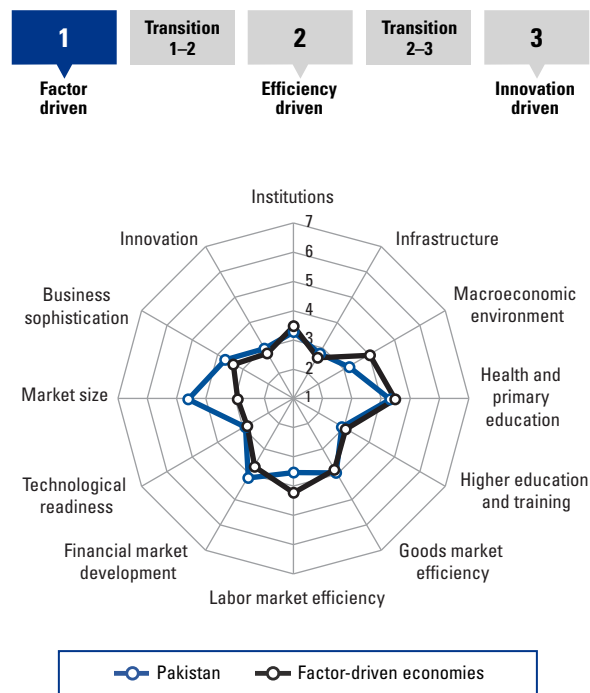 1
Transition
1–2
2
Transition
2–3
3
Factor
driven
Efficiency
driven
Innovation
driven
Institutions
7
6
5
4
3
2
1
Infrastructure
Macroeconomic
environment
Health and
primary
education
Higher education
and training
Goods market
efficiency
Labor market efficiency
Financial market
development
Technological
readiness
Market size
Business
sophistication
Innovation
Pakistan
Factor-driven economies